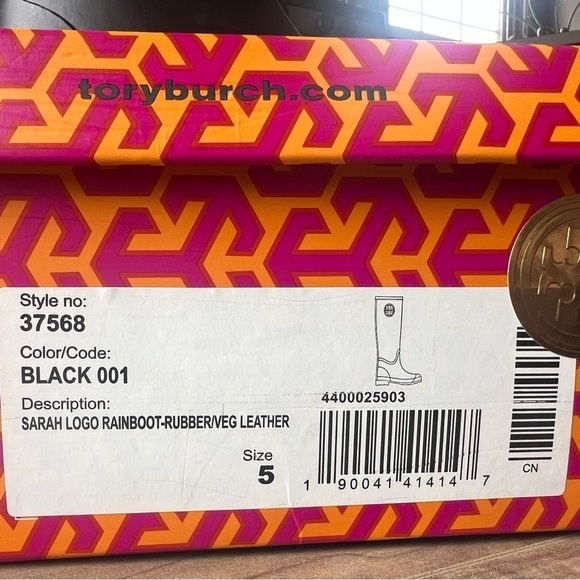 toryburch.com
Style no:
37568
Color/Code:
BLACK 001
Description:
SARAH LOGO RAINBOOT-RUBBER/VEG LEATHER
4400025903
Size
5
1 90041 41414 7
CN